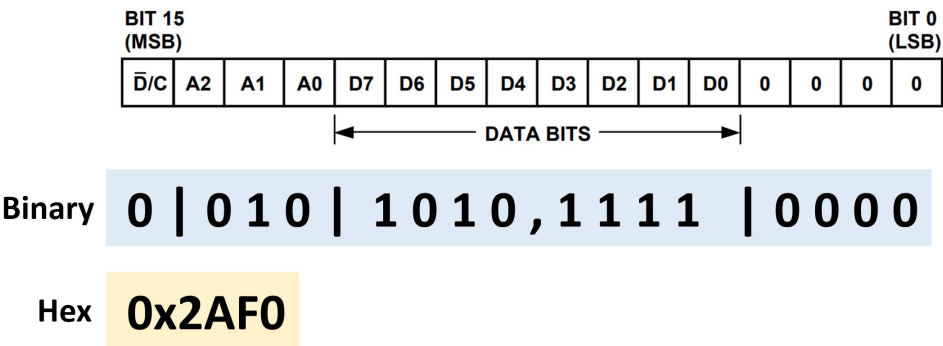 BIT 15 BIT 0
(MSB) (LSB)
D̅/C A2 A1 A0 D7 D6 D5 D4 D3 D2 D1 D0 0 0 0 0
DATA BITS
Binary 0 | 0 1 0 | 1 0 1 0 , 1 1 1 1 | 0 0 0 0
Hex 0x2AF0